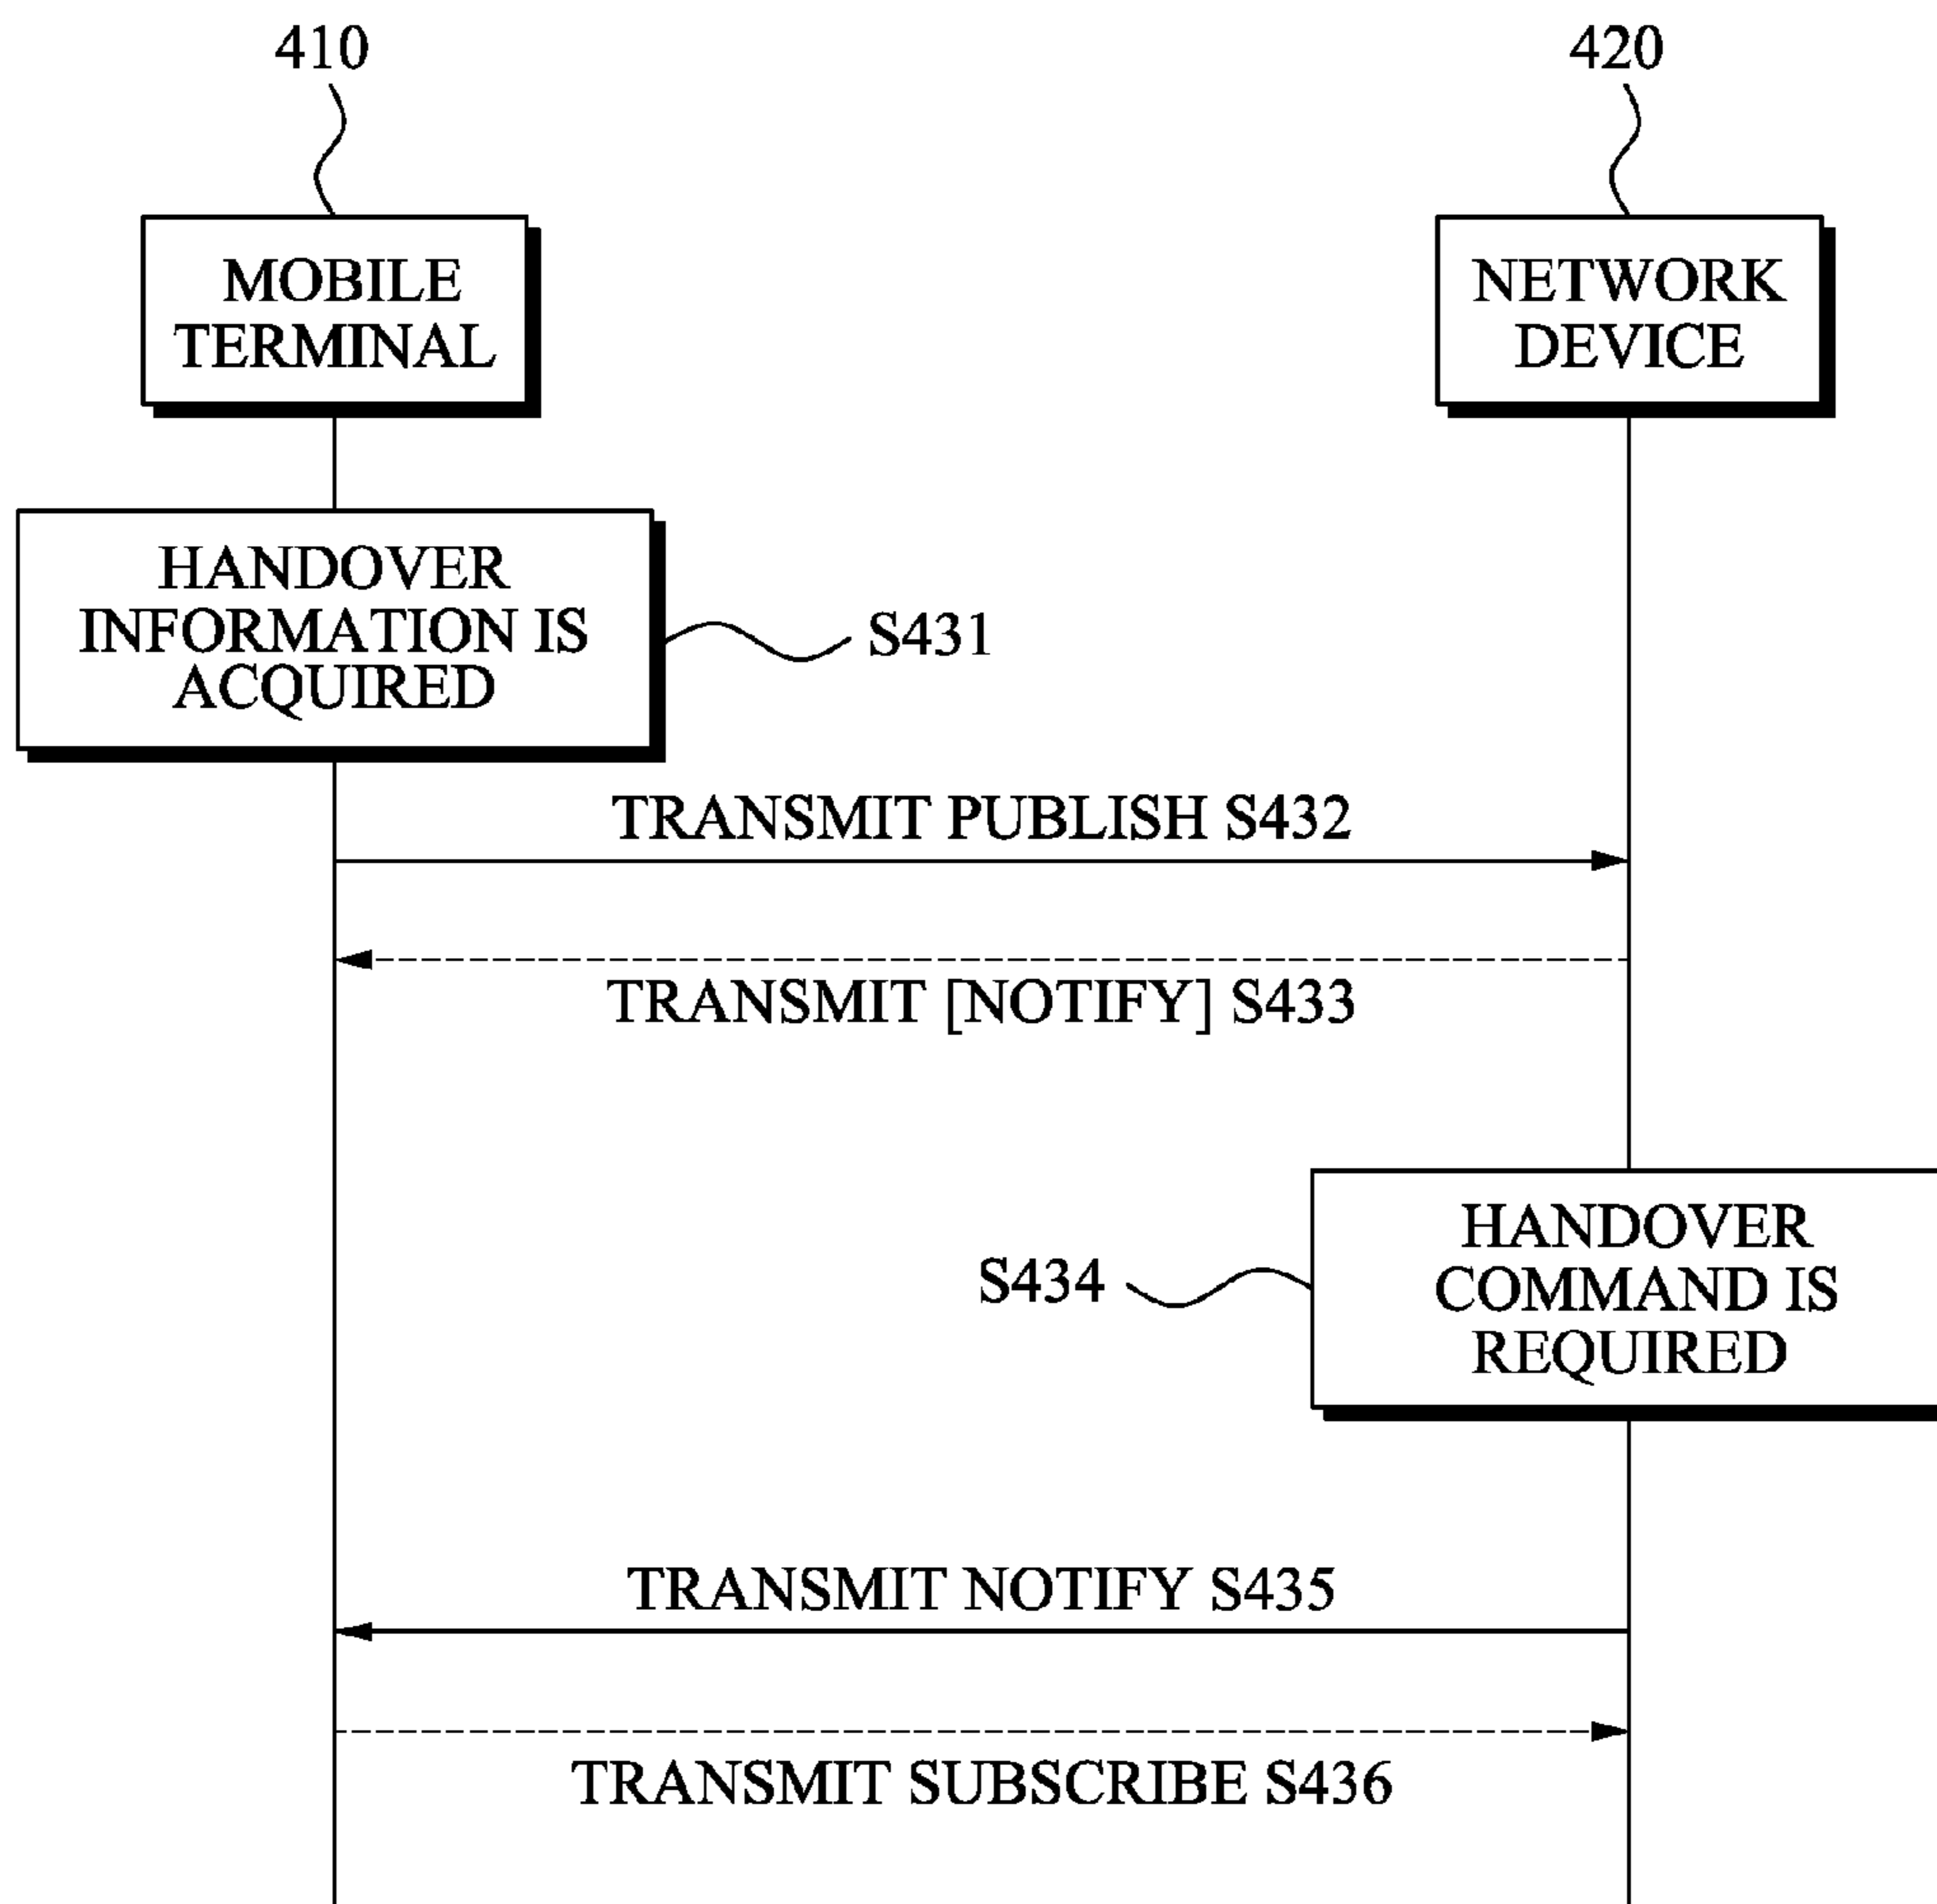 410
420
MOBILE
TERMINAL
NETWORK
DEVICE
HANDOVER
INFORMATION IS
ACQUIRED
S431
TRANSMIT PUBLISH S432
TRANSMIT [NOTIFY] S433
HANDOVER
COMMAND IS
REQUIRED
S434
TRANSMIT NOTIFY S435
TRANSMIT SUBSCRIBE S436